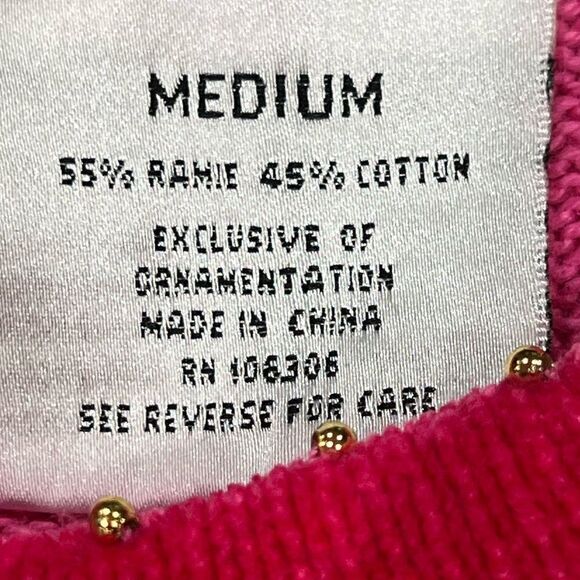 MEDIUM
55% RAMIE 45% COTTON
EXCLUSIVE OF
ORNAMENTATION
MADE IN CHINA
RN 106306
SEE REVERSE FOR CARE